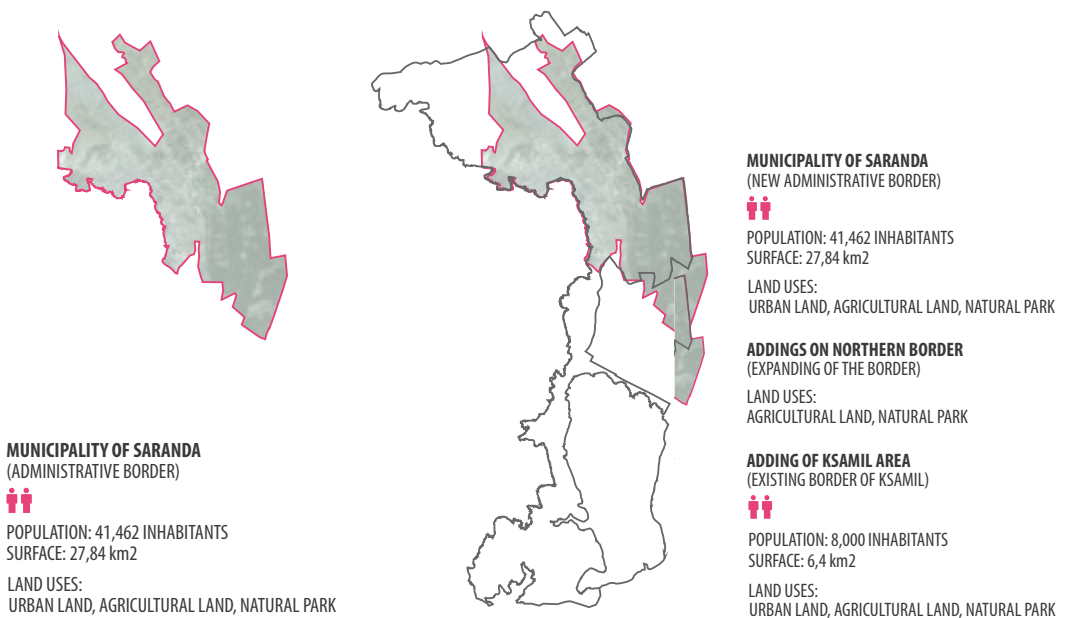 MUNICIPALITY OF SARANDA
(ADMINISTRATIVE BORDER)
POPULATION: 41,462 INHABITANTS
SURFACE: 27,84 km2
LAND USES:
URBAN LAND, AGRICULTURAL LAND, NATURAL PARK
MUNICIPALITY OF SARANDA
(NEW ADMINISTRATIVE BORDER)
POPULATION: 41,462 INHABITANTS
SURFACE: 27,84 km2
LAND USES:
URBAN LAND, AGRICULTURAL LAND, NATURAL PARK
ADDINGS ON NORTHERN BORDER
(EXPANDING OF THE BORDER)
LAND USES:
AGRICULTURAL LAND, NATURAL PARK
ADDING OF KSAMIL AREA
(EXISTING BORDER OF KSAMIL)
POPULATION: 8,000 INHABITANTS
SURFACE: 6,4 km2
LAND USES:
URBAN LAND, AGRICULTURAL LAND, NATURAL PARK